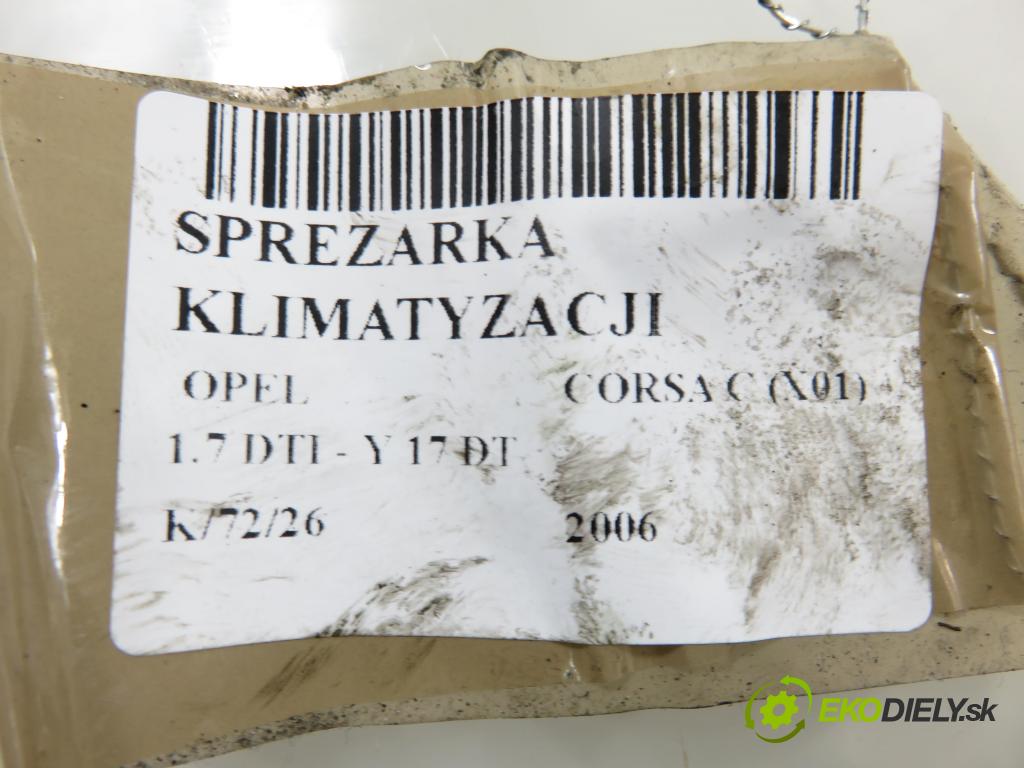 SPREZARKA
KLIMATYZACJI
OPEL CORSA C (X01)
1.7 DTI - Y 17 DT
K/72/26 2006
EKODIELY.sk